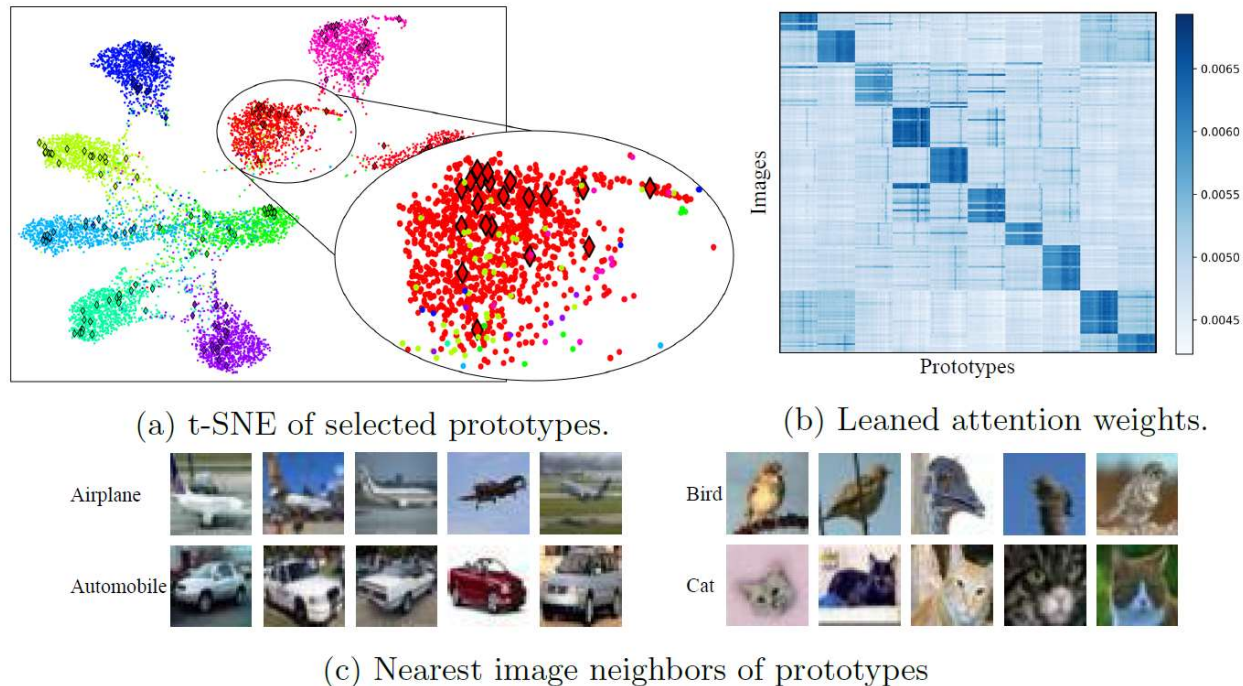 Images
0.0065
0.0060
0.0055
0.0050
0.0045
Prototypes
(a) t-SNE of selected prototypes.
(b) Leaned attention weights.
Airplane
Automobile
Bird
Cat
(c) Nearest image neighbors of prototypes